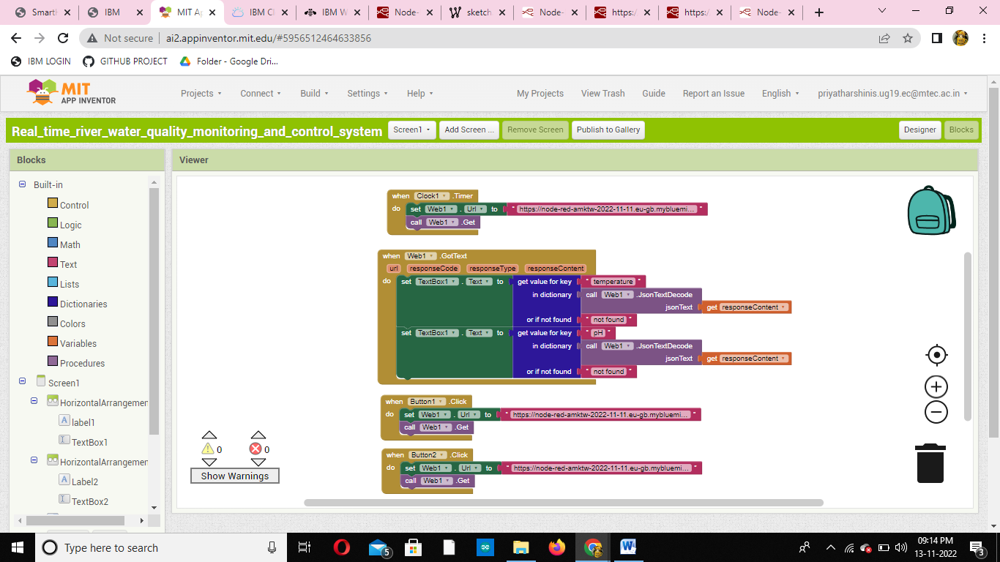 SmartI
IBM
MIT Ap
IBM Cl
IBM W
Node-
sketch
Node-
https:/
https:/
Node-
Not secure
ai2.appinventor.mit.edu/#5956512464633856
IBM LOGIN
GITHUB PROJECT
Folder - Google Dri...
MIT
APP INVENTOR
Projects
Connect
Build
Settings
Help
My Projects
View Trash
Guide
Report an Issue
English
priyatharshinis.ug19.ec@mtec.ac.in
Real_time_river_water_quality_monitoring_and_control_system
Screen1
Add Screen ...
Remove Screen
Publish to Gallery
Designer
Blocks
Blocks
Built-in
Control
Logic
Math
Text
Lists
Dictionaries
Colors
Variables
Procedures
Screen1
HorizontalArrangemen
label1
TextBox1
HorizontalArrangemen
Label2
TextBox2
Viewer
when Clock1 .Timer
do set Web1 . Url to " https://node-red-amktw-2022-11-11.eu-gb.mybluemi... "
call Web1 .Get
when Web1 .GotText
url responseCode responseType responseContent
do set TextBox1 . Text to get value for key " temperature "
in dictionary call Web1 .JsonTextDecode
jsonText get responseContent
or if not found " not found "
set TextBox1 . Text to get value for key " pH "
in dictionary call Web1 .JsonTextDecode
jsonText get responseContent
or if not found " not found "
when Button1 .Click
do set Web1 . Url to " https://node-red-amktw-2022-11-11.eu-gb.mybluemi... "
call Web1 .Get
when Button2 .Click
do set Web1 . Url to " https://node-red-amktw-2022-11-11.eu-gb.mybluemi... "
call Web1 .Get
0 0
Show Warnings
Type here to search
5
09:14 PM
13-11-2022
3